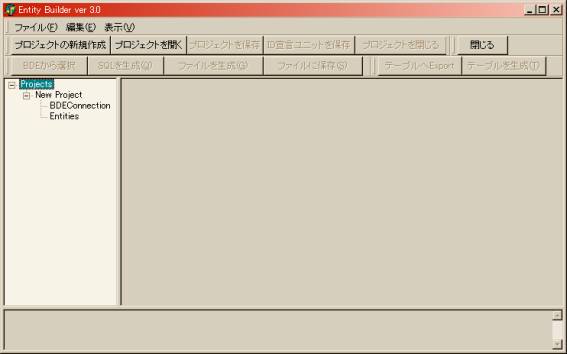 Entity Builder ver 3.0
ファイル(F) 編集(E) 表示(V)
プロジェクトの新規作成 プロジェクトを開く プロジェクトを保存 ID宣言ユニットを保存 プロジェクトを閉じる 閉じる
BDEから選択 SQLを生成(Q) ファイルを生成(G) ファイルに保存(S) テーブルへExport テーブルを生成(T)
Projects
New Project
BDEConnection
Entities